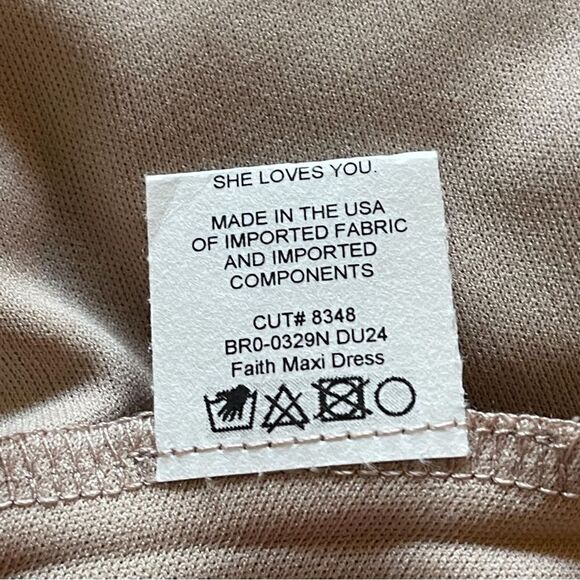 SHE LOVES YOU.
MADE IN THE USA
OF IMPORTED FABRIC
AND IMPORTED
COMPONENTS
CUT# 8348
BR0-0329N DU24
Faith Maxi Dress